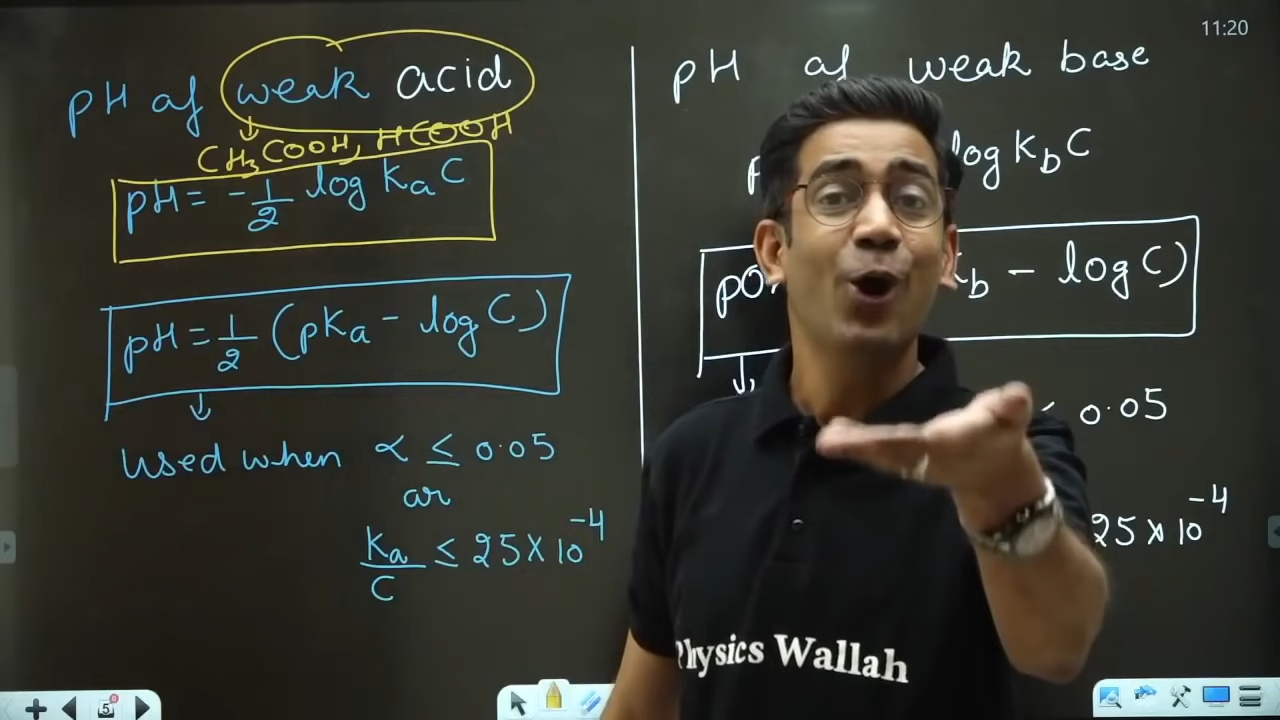 11:20
pH of weak acid
CH3COOH, HCOOH
pH = -1/2 log KaC
pH = 1/2 (pKa - log C)
used when α ≤ 0.05
or
Ka/C ≤ 25 × 10^-4
pH of weak base
log KbC
b - log C)
0.05
25 × 10^-4
Physics Wallah
5